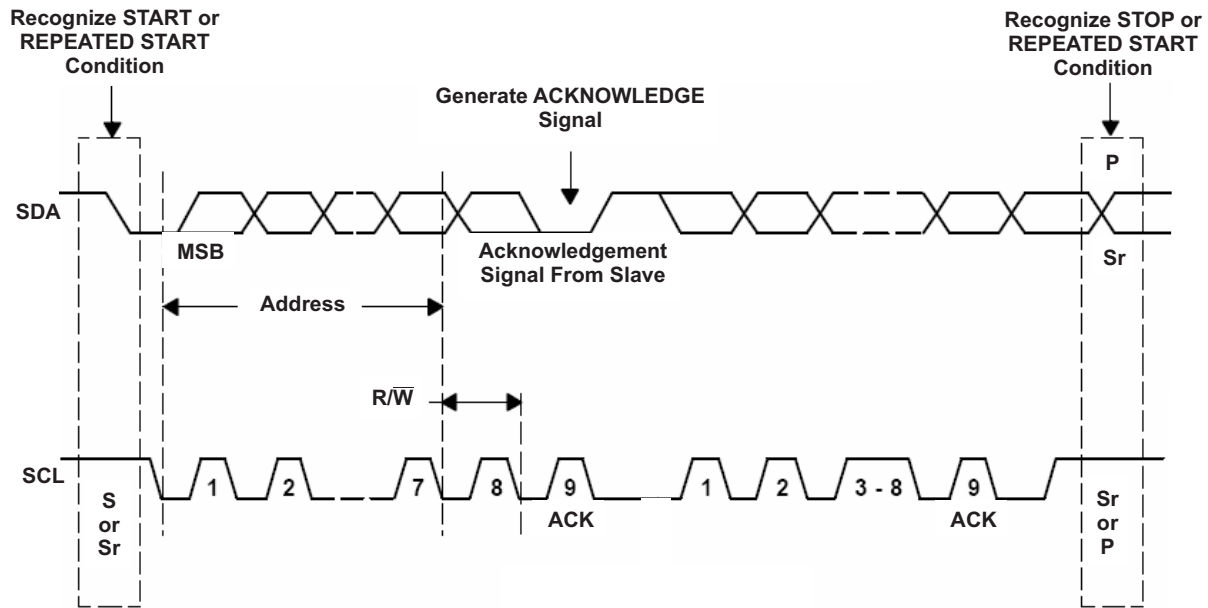 Recognize START or
REPEATED START
Condition
Recognize STOP or
REPEATED START
Condition
Generate ACKNOWLEDGE
Signal
P
SDA
MSB
Acknowledgement
Signal From Slave
Sr
Address
R/W̅
SCL
1
2
7
8
9
1
2
3 - 8
9
S
or
Sr
ACK
ACK
Sr
or
P